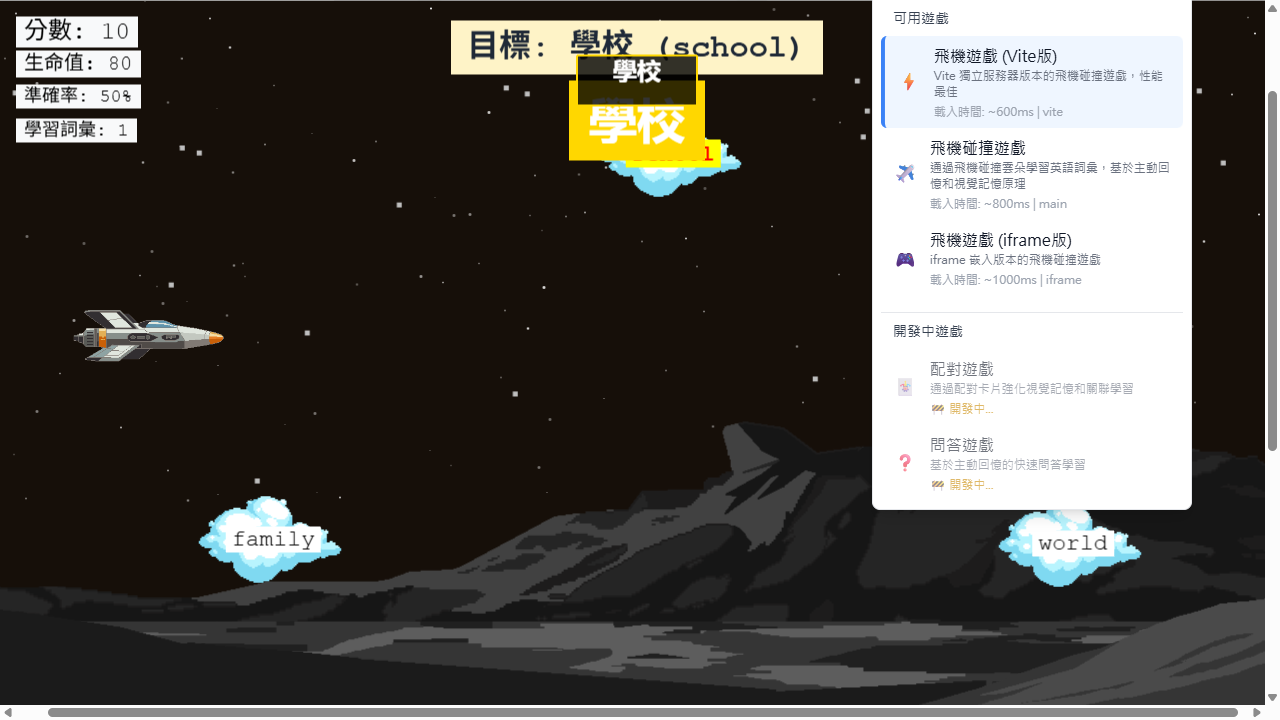 分數: 10
生命值: 80
準確率: 50%
學習詞彙: 1
目標: 學校 (school)
學校
學校
family
world
可用遊戲
飛機遊戲 (Vite版)
Vite 獨立服務器版本的飛機碰撞遊戲，性能
最佳
載入時間: ~600ms | vite
飛機碰撞遊戲
通過飛機碰撞雲朵學習英語詞彙，基於主動回
憶和視覺記憶原理
載入時間: ~800ms | main
飛機遊戲 (iframe版)
iframe 嵌入版本的飛機碰撞遊戲
載入時間: ~1000ms | iframe
開發中遊戲
配對遊戲
通過配對卡片強化視覺記憶和關聯學習
🚧 開發中...
問答遊戲
基於主動回憶的快速問答學習
🚧 開發中...